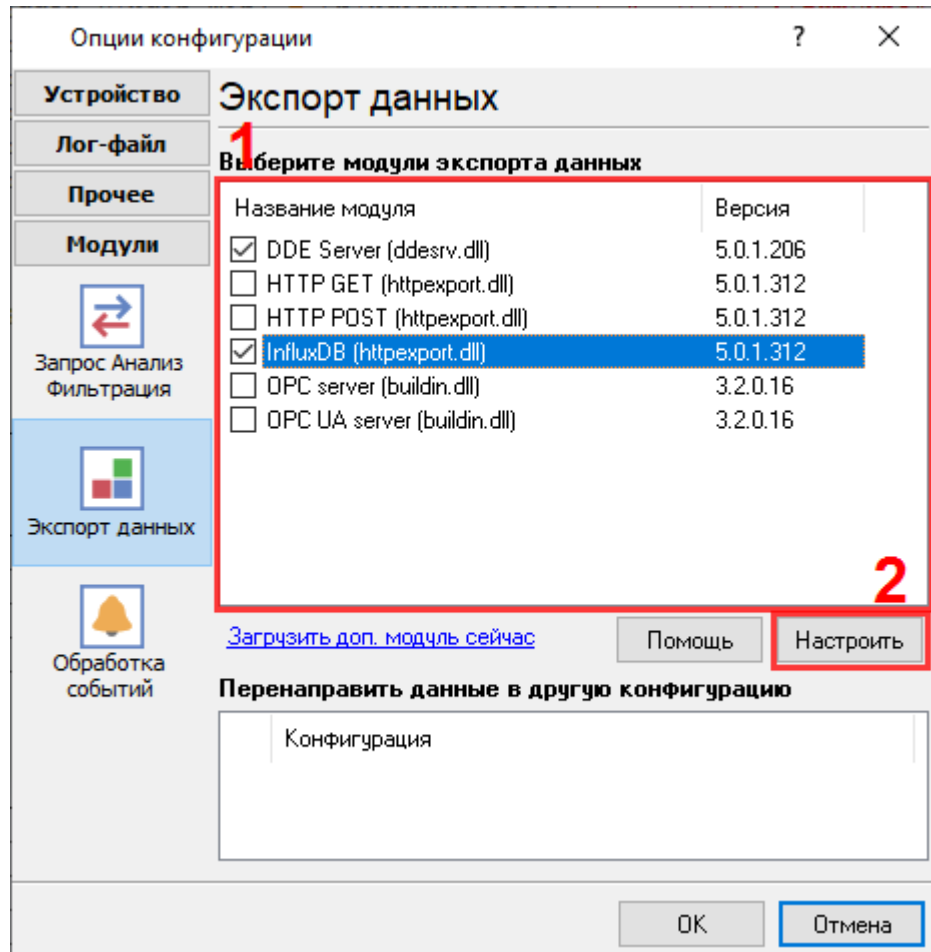 Опции конфигурации
?
Устройство
Лог-файл
Прочее
Модули
Запрос Анализ
Фильтрация
Экспорт данных
Обработка
событий
Экспорт данных
1
Выберите модули экспорта данных
Название модуля Версия
DDE Server (ddesrv.dll) 5.0.1.206
HTTP GET (httpexport.dll) 5.0.1.312
HTTP POST (httpexport.dll) 5.0.1.312
InfluxDB (httpexport.dll) 5.0.1.312
OPC server (buildin.dll) 3.2.0.16
OPC UA server (buildin.dll) 3.2.0.16
2
Загрузить доп. модуль сейчас
Помощь
Настроить
Перенаправить данные в другую конфигурацию
Конфигурация
OK
Отмена